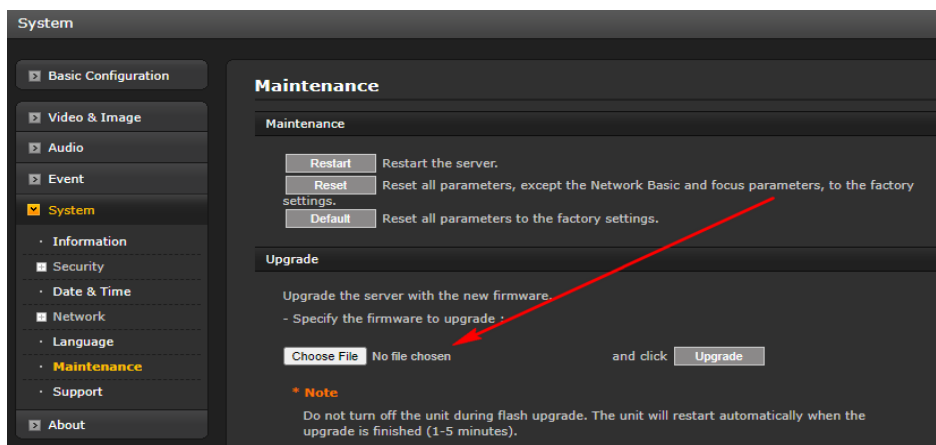 System
Basic Configuration
Video & Image
Audio
Event
System
· Information
Security
· Date & Time
Network
· Language
· Maintenance
· Support
About
Maintenance
Maintenance
Restart Restart the server.
Reset Reset all parameters, except the Network Basic and focus parameters, to the factory
settings.
Default Reset all parameters to the factory settings.
Upgrade
Upgrade the server with the new firmware.
- Specify the firmware to upgrade :
Choose File No file chosen and click Upgrade
* Note
Do not turn off the unit during flash upgrade. The unit will restart automatically when the
upgrade is finished (1-5 minutes).